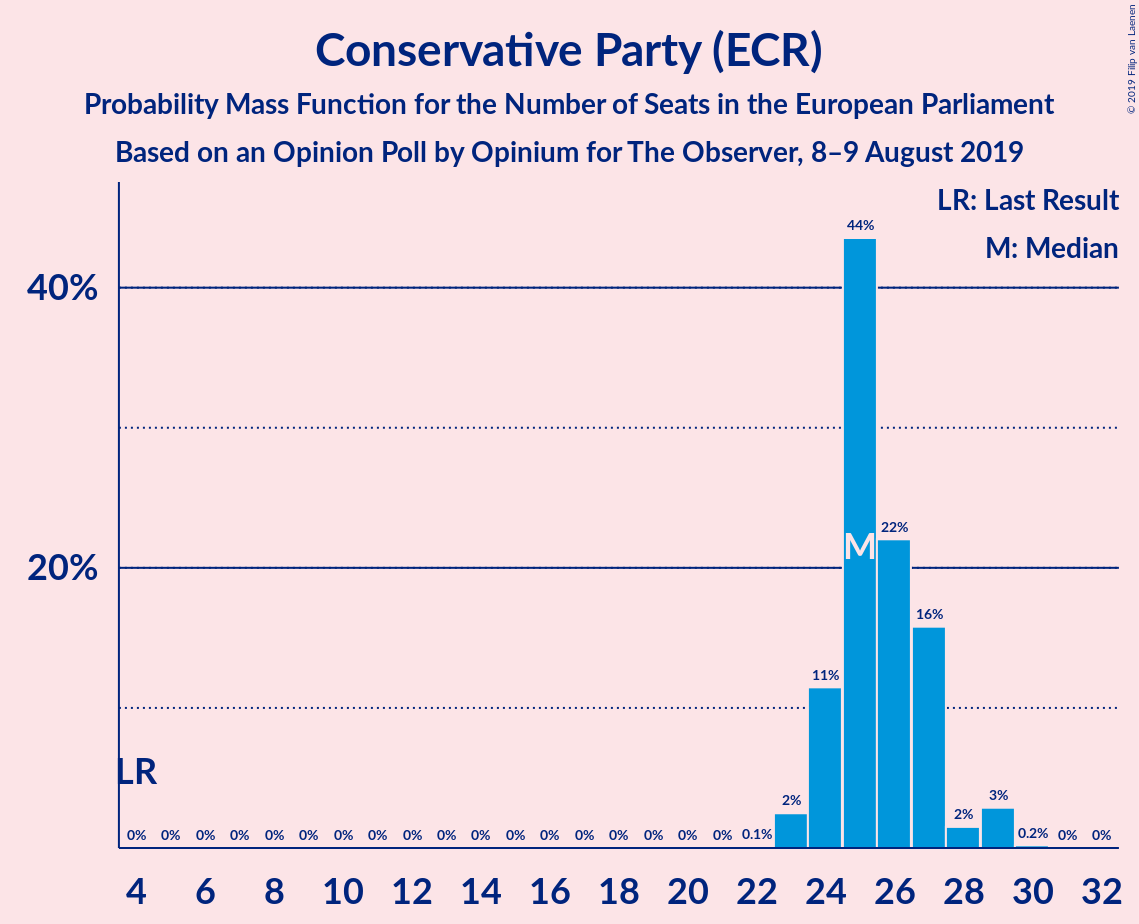 Conservative Party (ECR)
Probability Mass Function for the Number of Seats in the European Parliament
Based on an Opinion Poll by Opinium for The Observer, 8–9 August 2019
© 2019 Filip van Laenen
LR: Last Result
M: Median
44%
40%
22%
M
20%
16%
11%
LR
2% 2% 3%
0% 0% 0% 0% 0% 0% 0% 0% 0% 0% 0% 0% 0% 0% 0% 0% 0% 0% 0.1% 0.2% 0% 0%
4 6 8 10 12 14 16 18 20 22 24 26 28 30 32